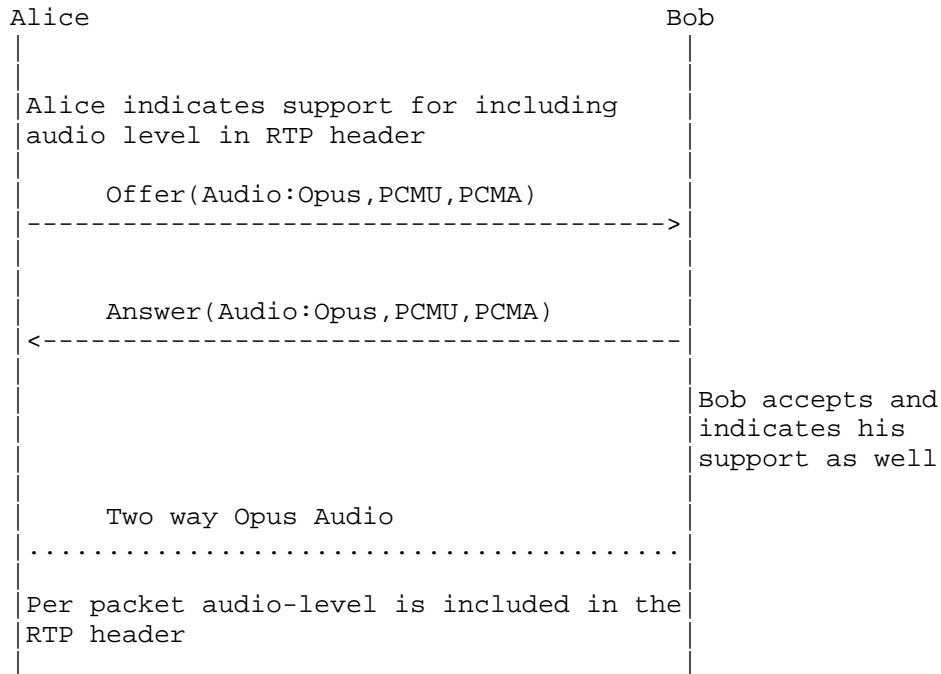 Alice Bob
Alice indicates support for including
audio level in RTP header
Offer(Audio:Opus,PCMU,PCMA)
Answer(Audio:Opus,PCMU,PCMA)
Bob accepts and
indicates his
support as well
Two way Opus Audio
Per packet audio-level is included in the
RTP header